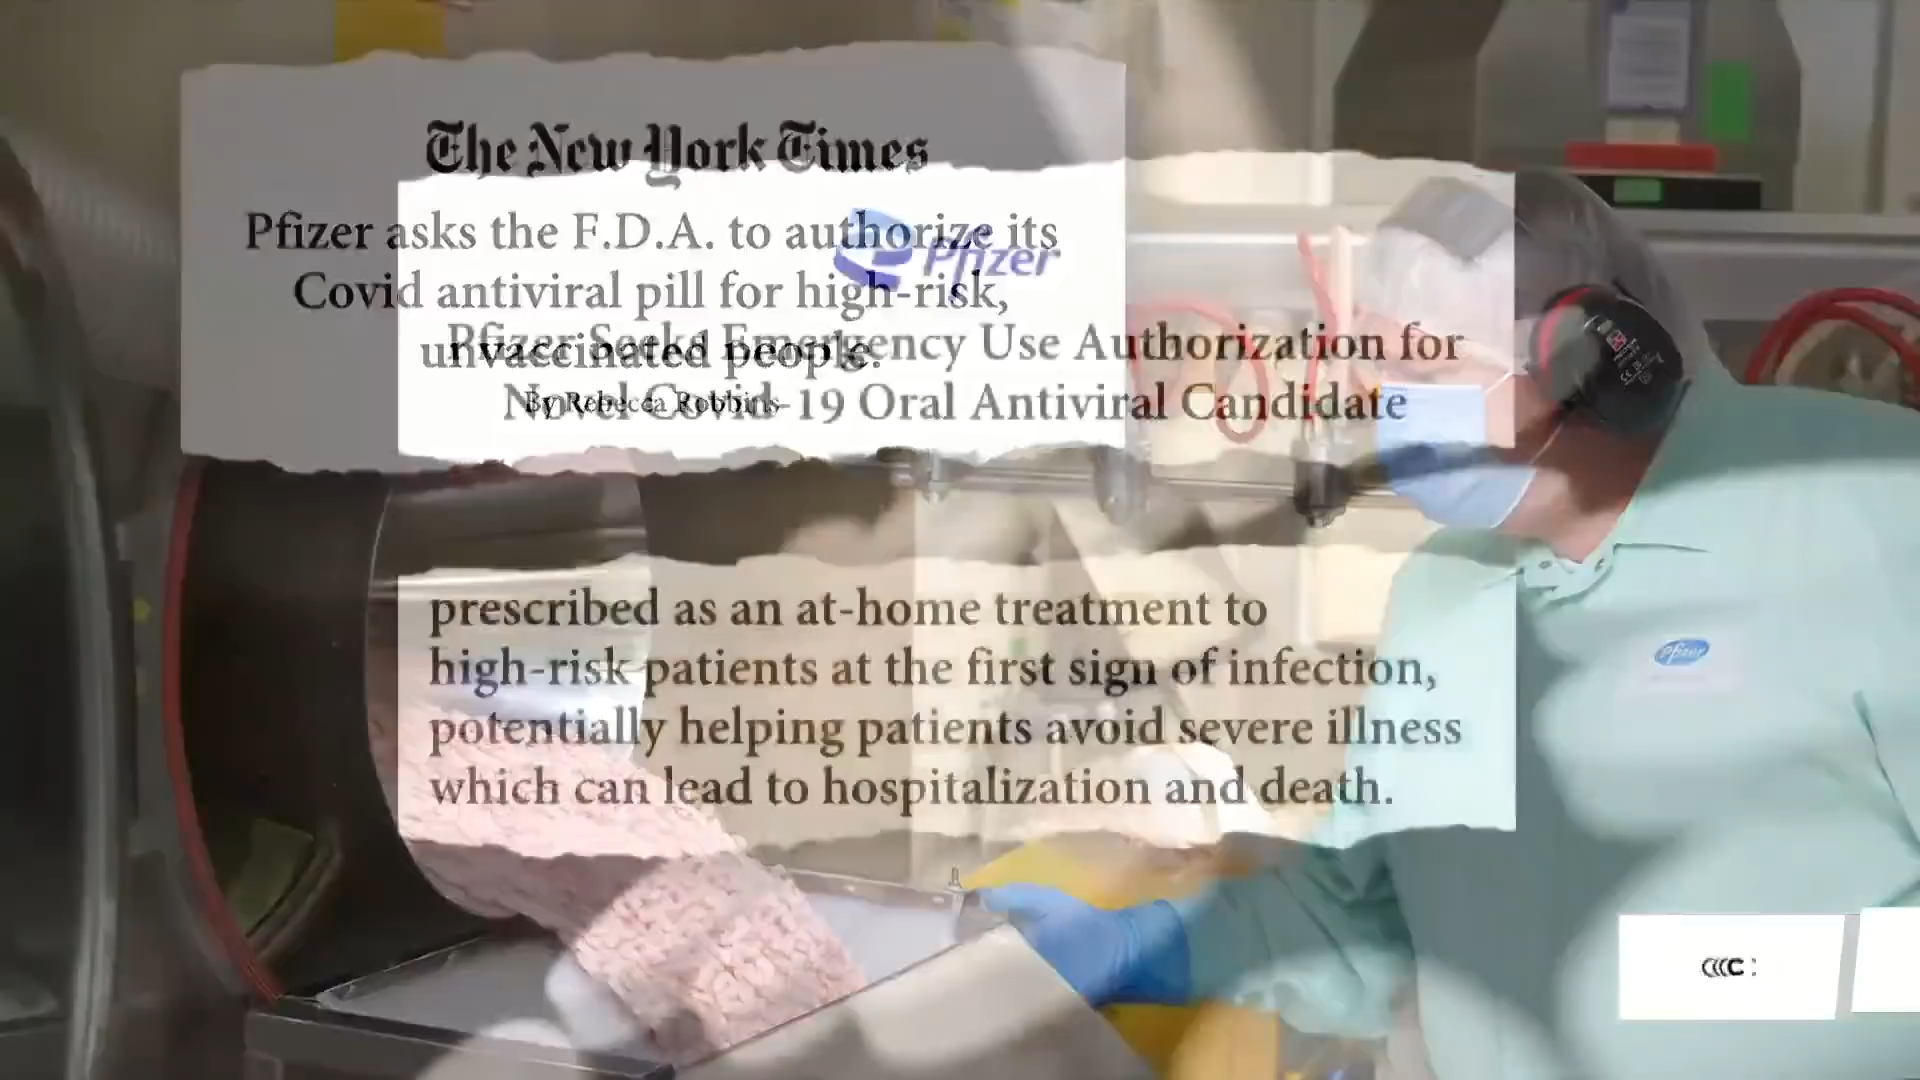 The New York Times
Pfizer asks the F.D.A. to authorize its
Covid antiviral pill for high-risk,
unvaccinated people.
By Rebecca Robbins
Pfizer
Pfizer Seeks Emergency Use Authorization for
Novel Covid-19 Oral Antiviral Candidate
prescribed as an at-home treatment to
high-risk patients at the first sign of infection,
potentially helping patients avoid severe illness
which can lead to hospitalization and death.
Pfizer